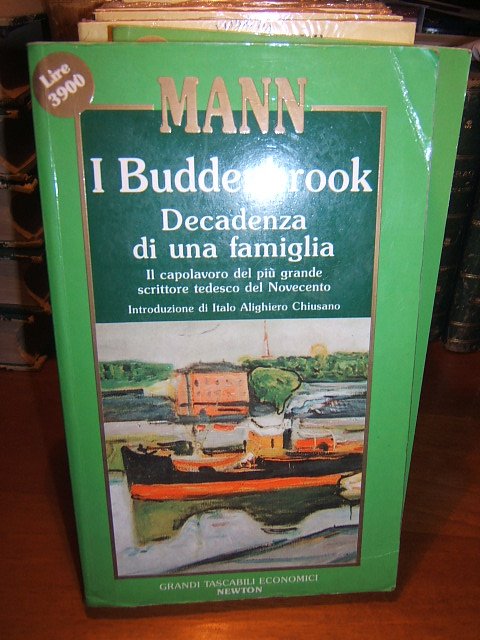 Lire
3900
MANN
I Buddenbrook
Decadenza
di una famiglia
Il capolavoro del più grande
scrittore tedesco del Novecento
Introduzione di Italo Alighiero Chiusano
GRANDI TASCABILI ECONOMICI
NEWTON